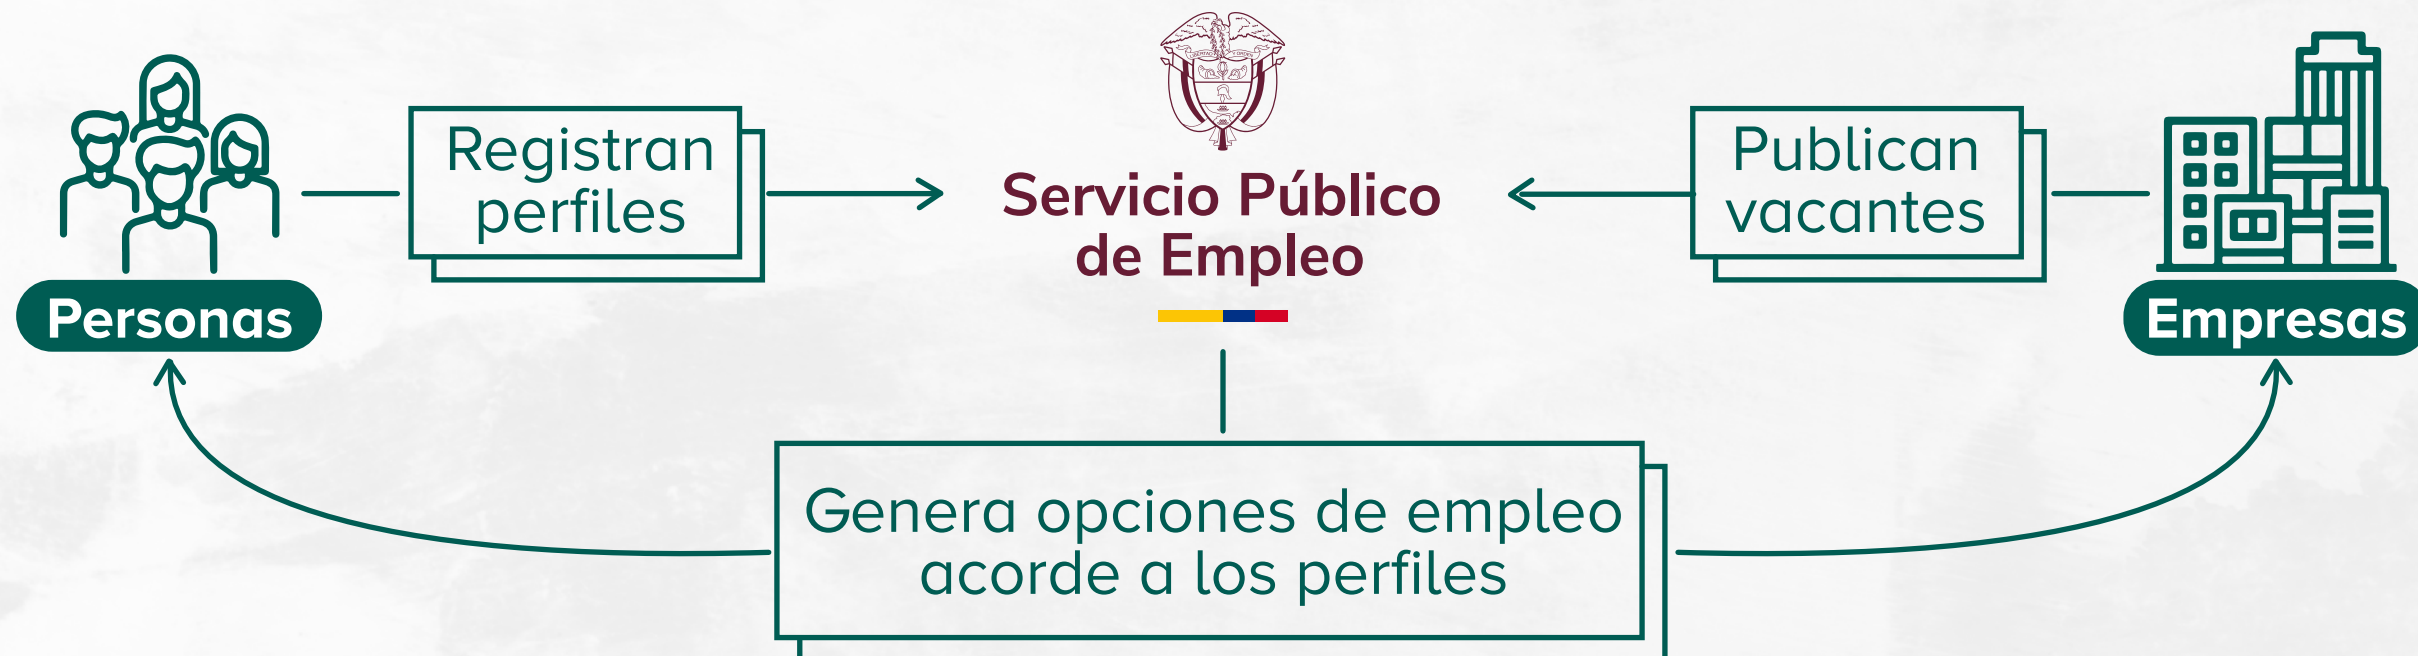 Registran
perfiles
Personas
Servicio Público
de Empleo
Publican
vacantes
Empresas
Genera opciones de empleo
acorde a los perfiles